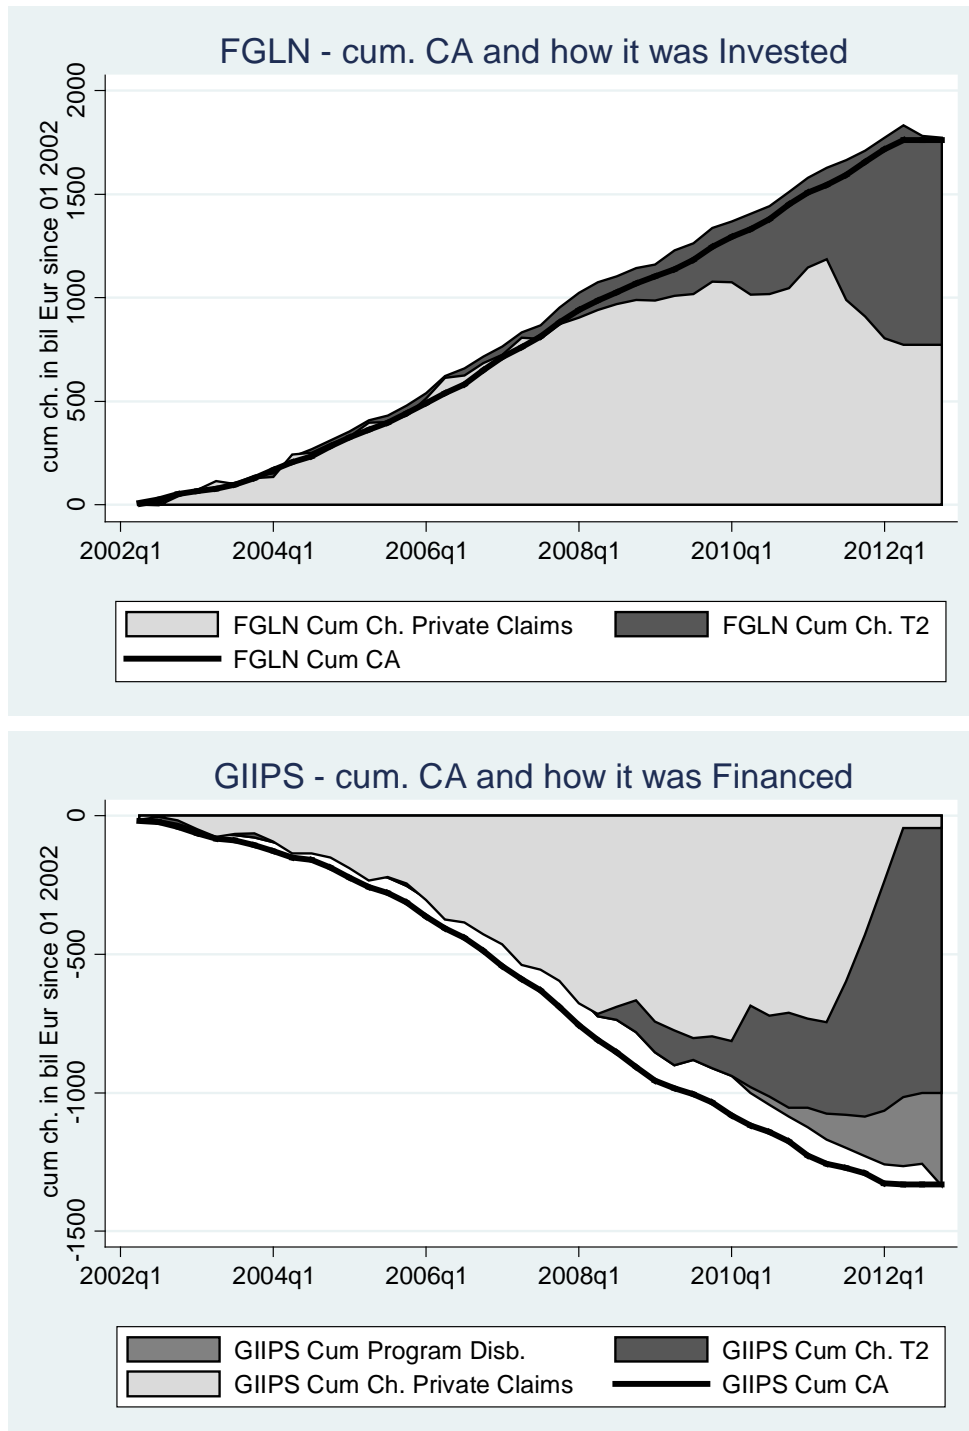 FGLN - cum. CA and how it was Invested
cum ch. in bil Eur since 01 2002
2000
1500
1000
500
0
2002q1 2004q1 2006q1 2008q1 2010q1 2012q1
FGLN Cum Ch. Private Claims FGLN Cum Ch. T2
FGLN Cum CA
GIIPS - cum. CA and how it was Financed
cum ch. in bil Eur since 01 2002
0
-500
-1000
-1500
2002q1 2004q1 2006q1 2008q1 2010q1 2012q1
GIIPS Cum Program Disb. GIIPS Cum Ch. T2
GIIPS Cum Ch. Private Claims GIIPS Cum CA